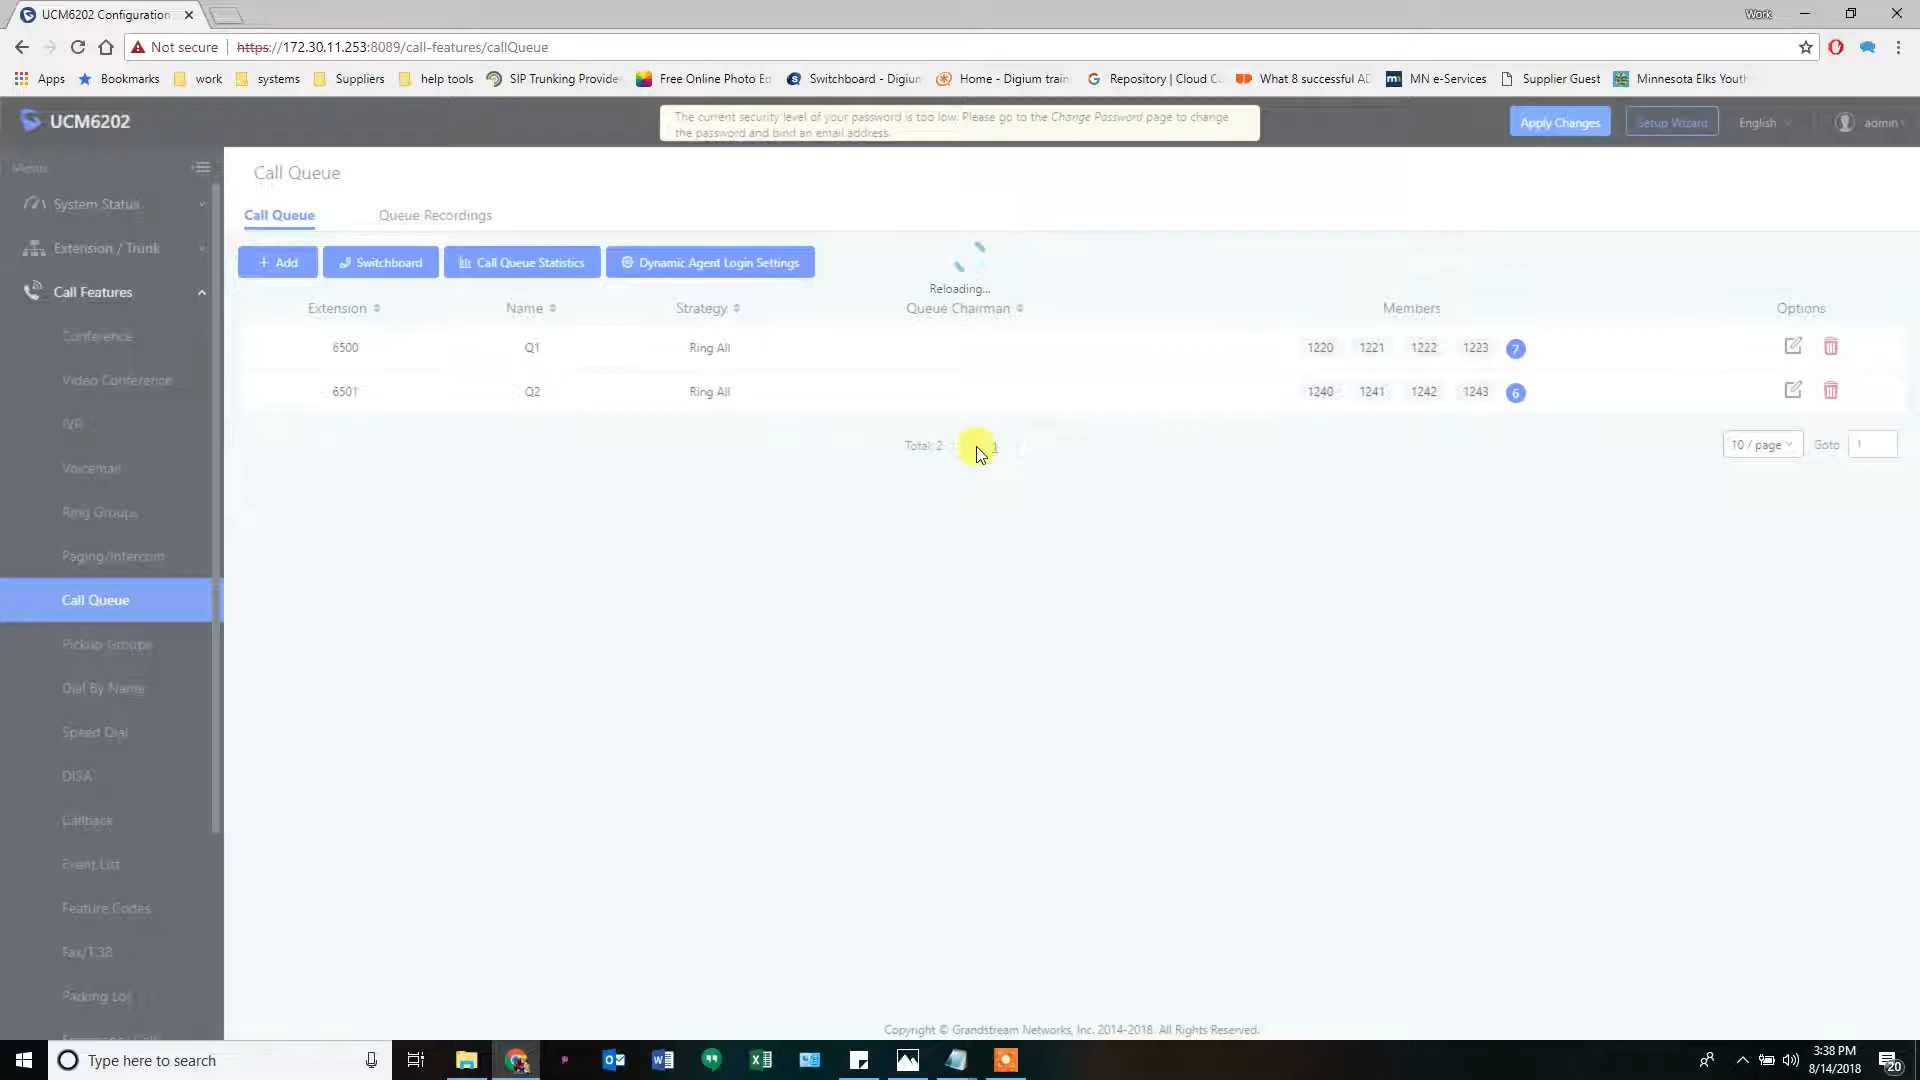 UCM6202 Configuration
Work
Not secure
https://172.30.11.253:8089/call-features/callQueue
Apps
Bookmarks
work
systems
Suppliers
help tools
SIP Trunking Provide
Free Online Photo Ed
Switchboard - Digium
Home - Digium train
Repository | Cloud C
What 8 successful AD
MN e-Services
Supplier Guest
Minnesota Elks Yout
UCM6202
The current security level of your password is too low. Please go to the Change Password page to change
the password and bind an email address.
Apply Changes
Setup Wizard
English
admin
Menus
System Status
Extension / Trunk
Call Features
Conference
Video Conference
IVR
Voicemail
Ring Groups
Paging/Intercom
Call Queue
Pickup Groups
Dial By Name
Speed Dial
DISA
Callback
Event List
Feature Codes
Fax/T.38
Parking Lot
Call Queue
Call Queue
Queue Recordings
+ Add
Switchboard
Call Queue Statistics
Dynamic Agent Login Settings
Reloading...
Extension
Name
Strategy
Queue Chairman
Members
Options
6500
Q1
Ring All
1220
1221
1222
1223
7
6501
Q2
Ring All
1240
1241
1242
1243
6
Total: 2
1
10 / page
Goto
1
Copyright © Grandstream Networks, Inc. 2014-2018. All Rights Reserved.
Type here to search
3:38 PM
8/14/2018
20